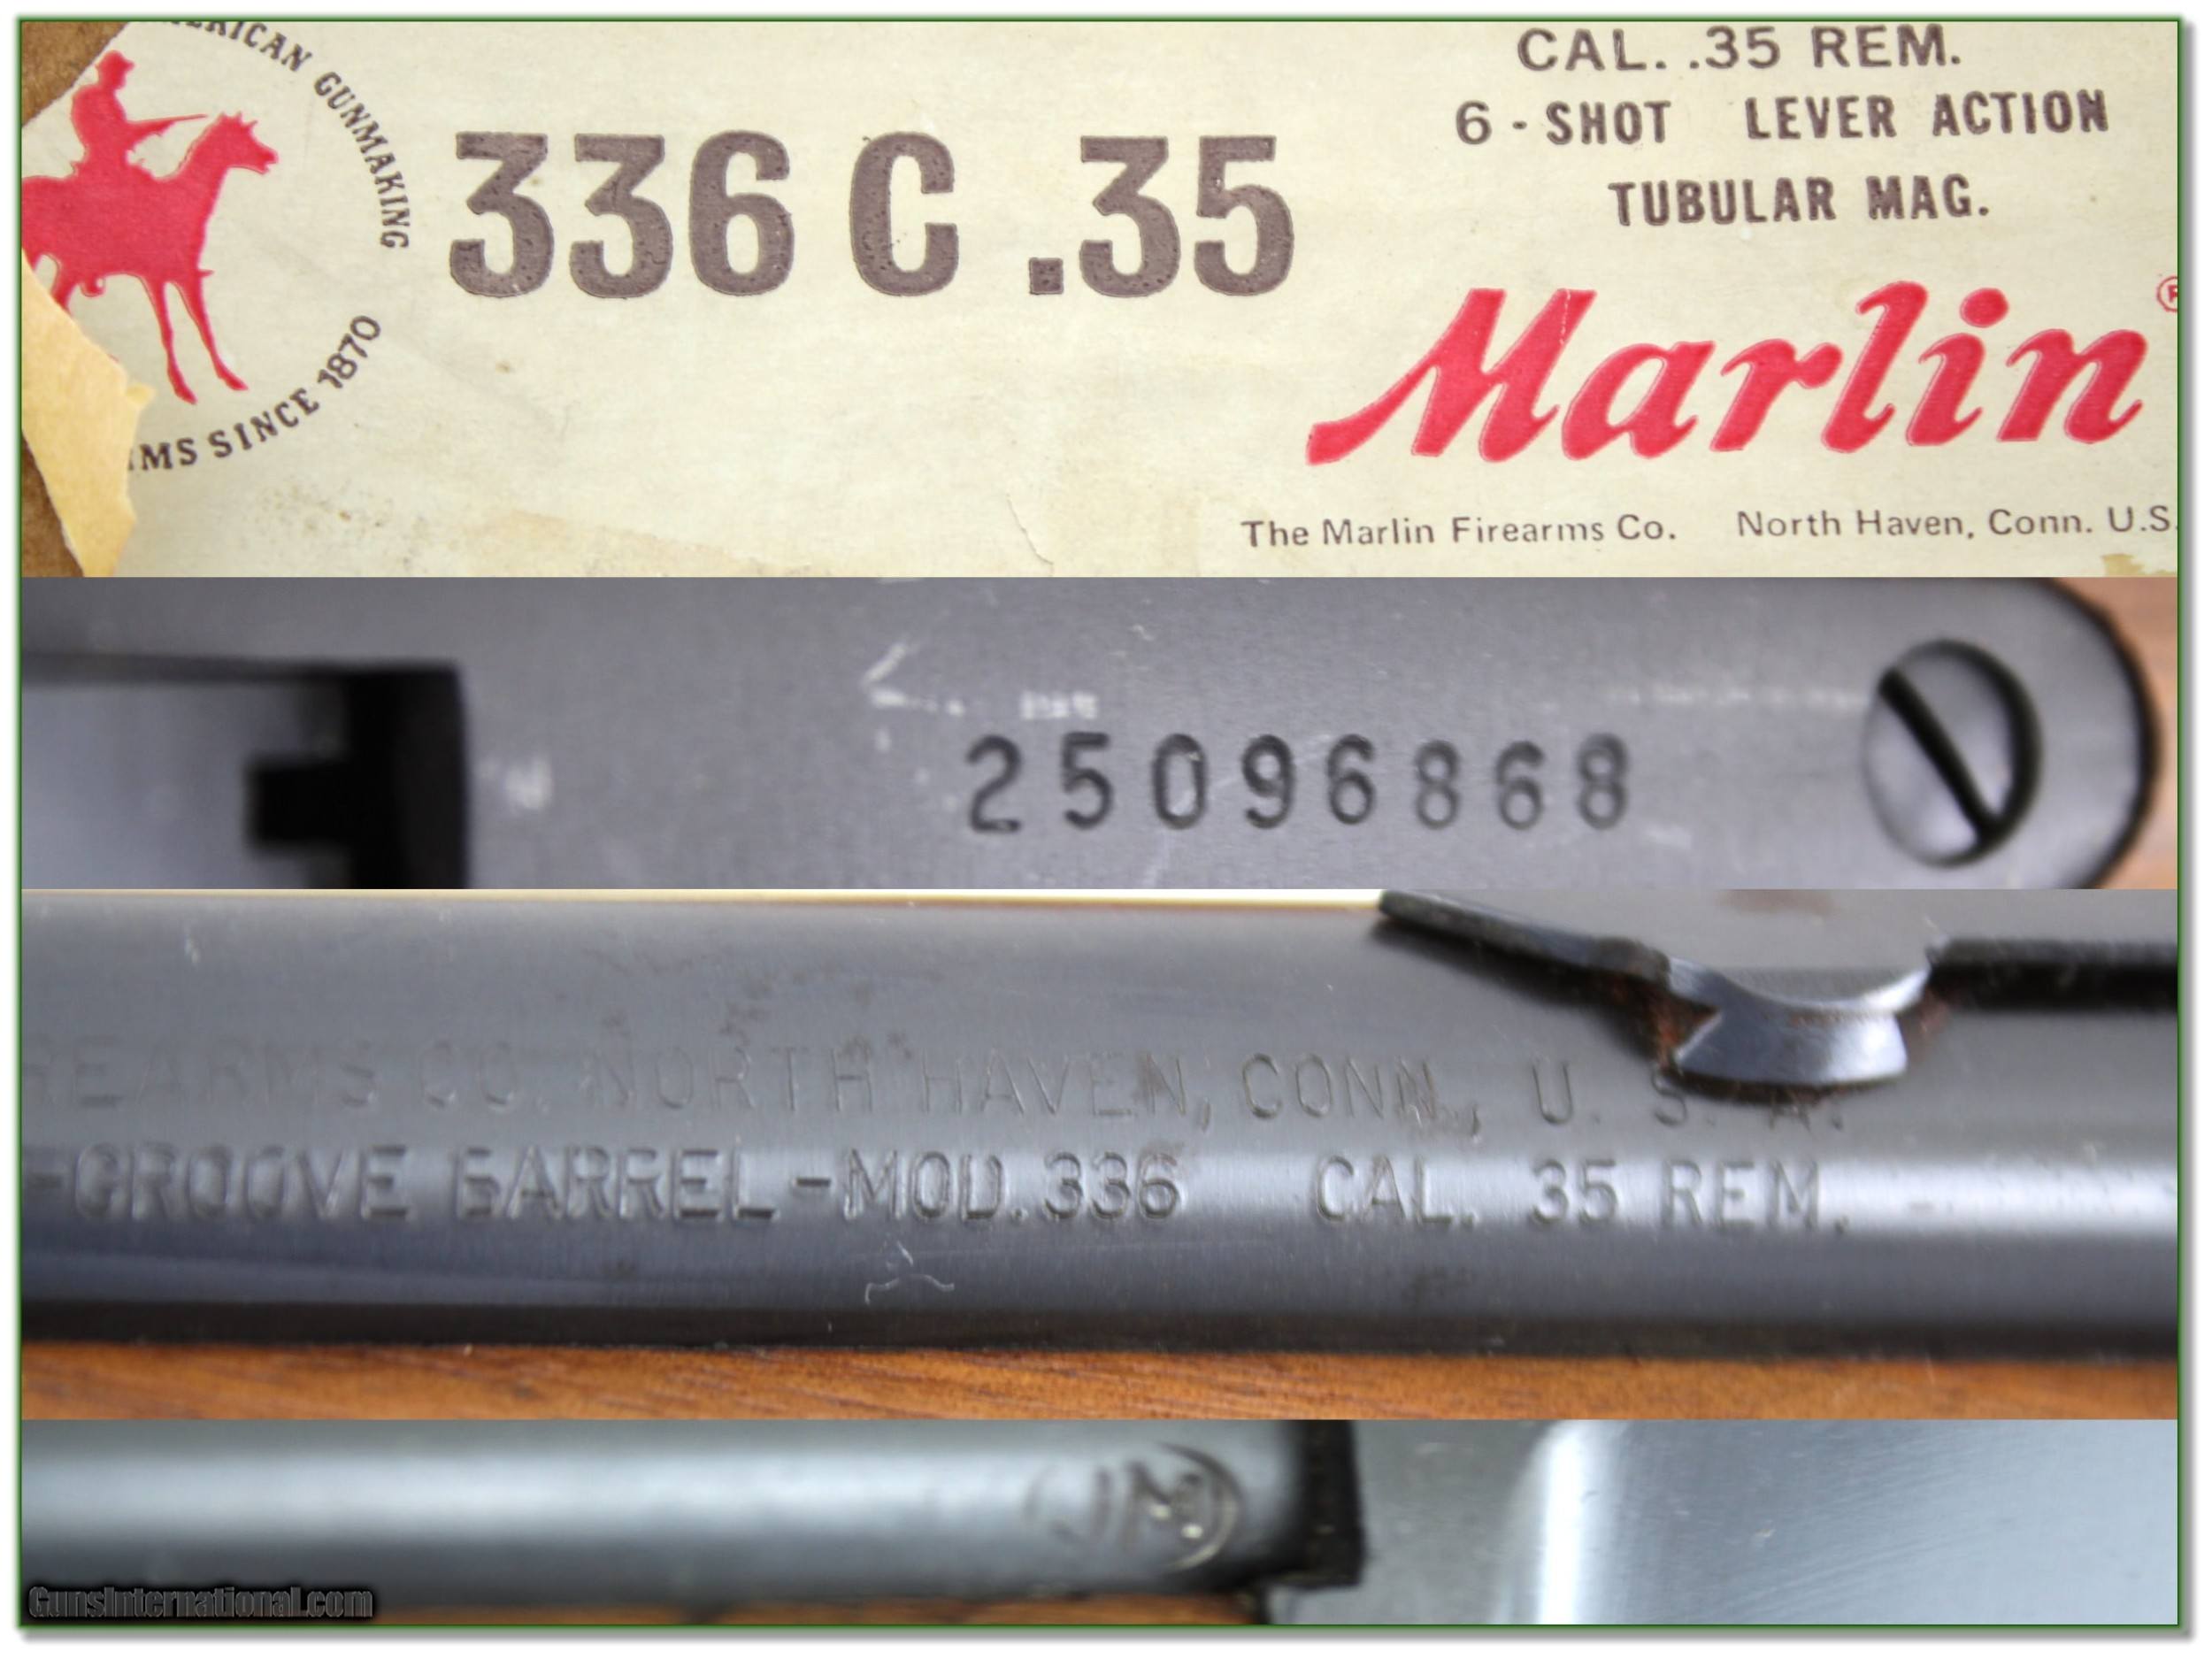 AMERICAN GUNMAKING
336 C .35
CAL. .35 REM.
6 - SHOT LEVER ACTION
TUBULAR MAG.
Marlin®
SINCE 1870
The Marlin Firearms Co. North Haven, Conn. U.S.
25096868
FIREARMS CO. NORTH HAVEN, CONN., U. S. A.
-GROOVE BARREL-MOD. 336 CAL. 35 REM.
JM
GunsInternational.com